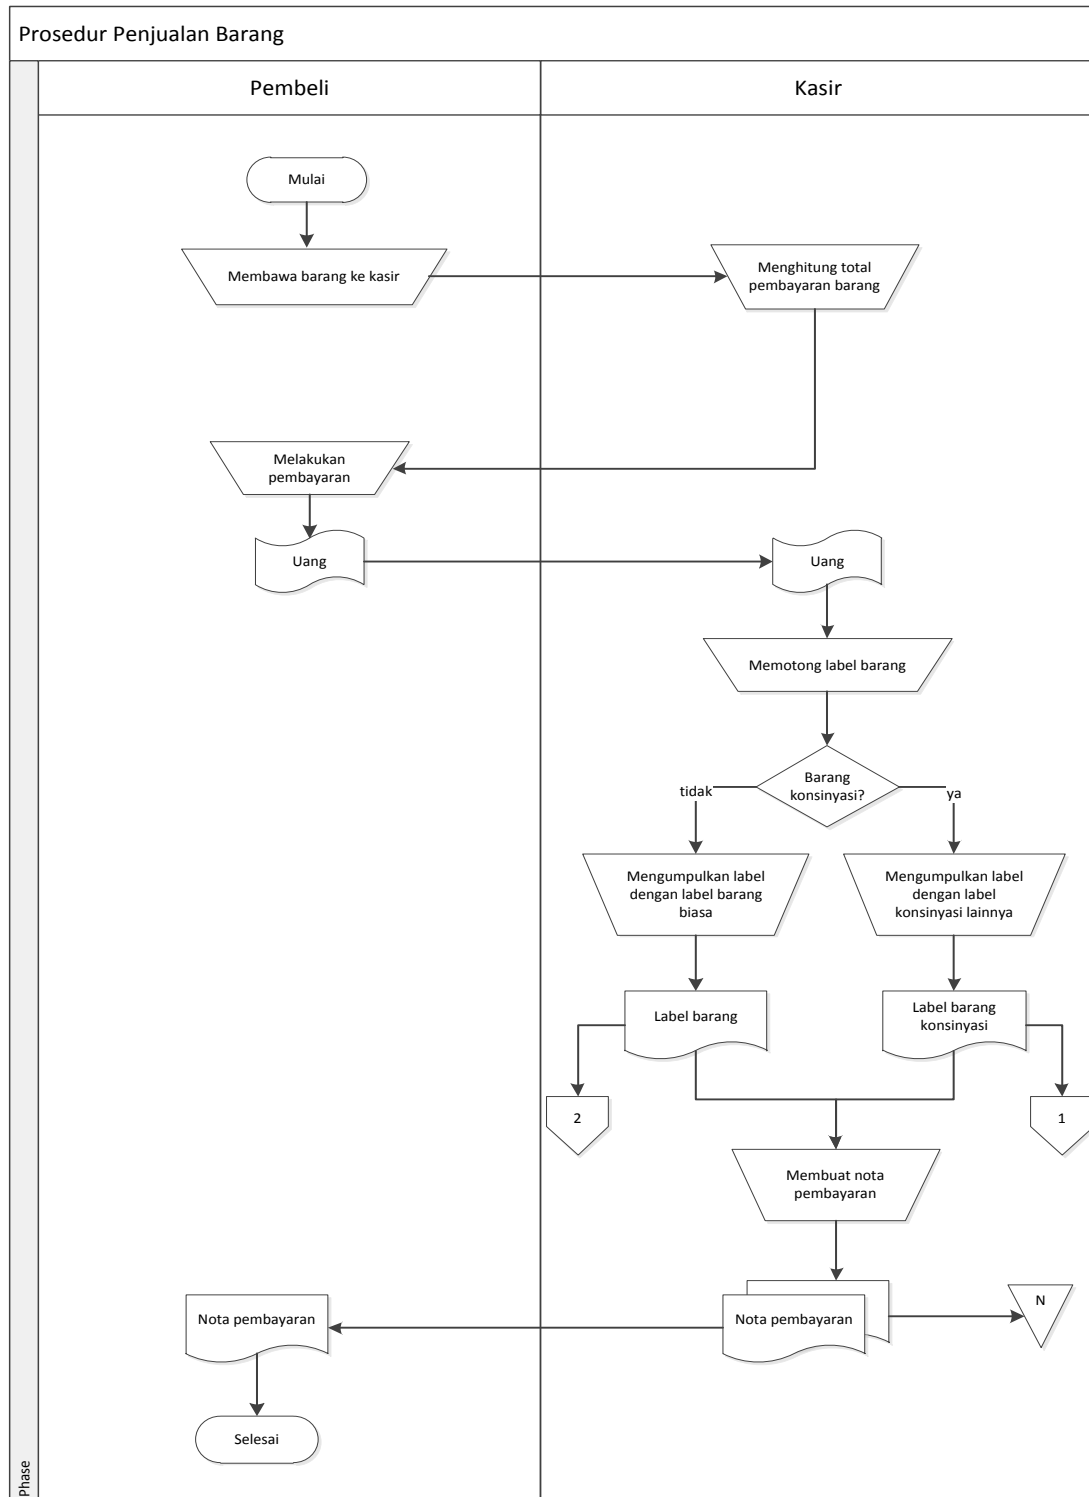 Prosedur Penjualan Barang
Pembeli
Kasir
Mulai
Membawa barang ke kasir
Menghitung total
pembayaran barang
Melakukan
pembayaran
Uang
Uang
Memotong label barang
Barang
konsinyasi?
tidak
ya
Mengumpulkan label
dengan label barang
biasa
Mengumpulkan label
dengan label
konsinyasi lainnya
Label barang
Label barang
konsinyasi
2
1
Membuat nota
pembayaran
Nota pembayaran
Nota pembayaran
N
Selesai
Phase